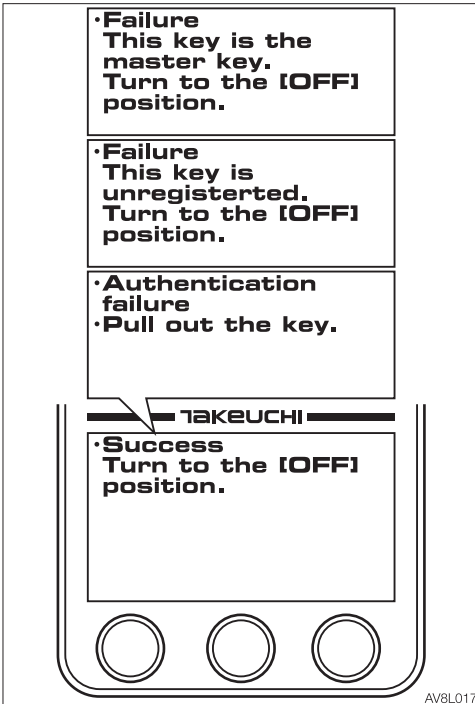 ·Failure
This key is the
master key.
Turn to the [OFF]
position.
·Failure
This key is
unregisterted.
Turn to the [OFF]
position.
·Authentication
failure
·Pull out the key.
TAKEUCHI
·Success
Turn to the [OFF]
position.
AV8L017